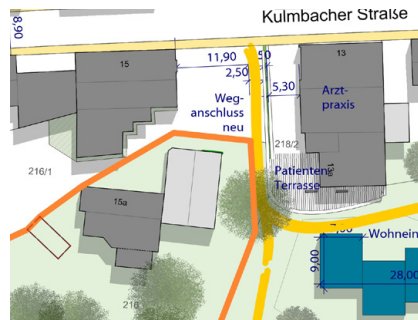 Kulmbacher Straße
8,90
15
11,90
50
13
2,50
5,30
Weg-
anschluss
neu
Arzt-
praxis
218/2
216/1
Patienten-
Terrasse
15a
Wohnein
9,00
28,00